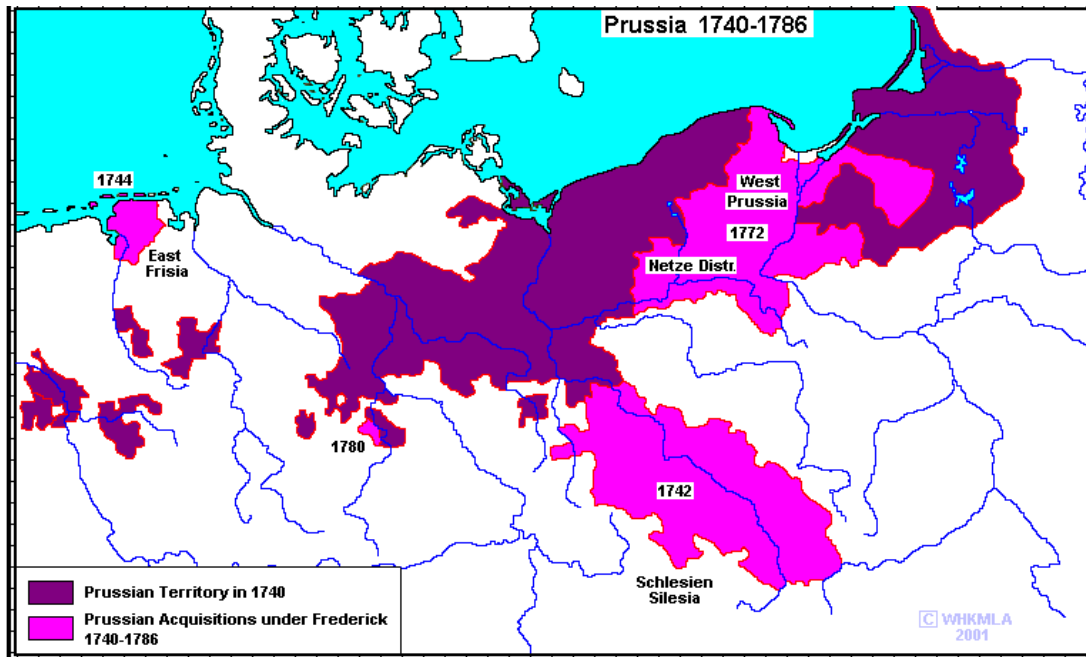 Prussia 1740-1786
1744
East
Frisia
West
Prussia
1772
Netze Distr.
1780
1742
Schlesien
Silesia
Prussian Territory in 1740
Prussian Acquisitions under Frederick
1740-1786
C WHKMLA
2001